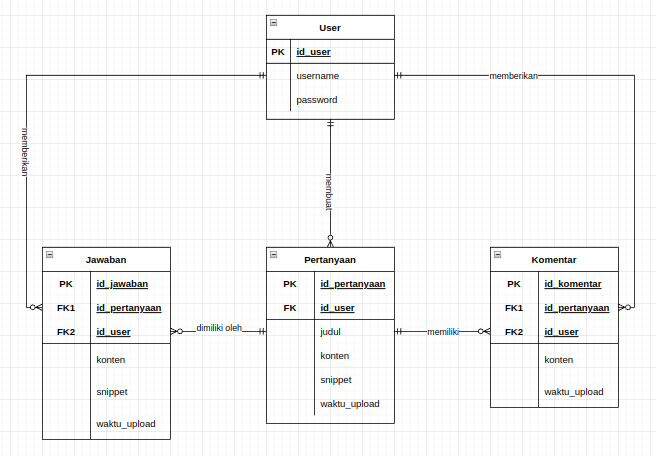 User
PK id_user
username
password
memberikan
memberikan
membuat
Jawaban
PK id_jawaban
FK1 id_pertanyaan
FK2 id_user
konten
snippet
waktu_upload
dimiliki oleh
Pertanyaan
PK id_pertanyaan
FK id_user
judul
konten
snippet
waktu_upload
memiliki
Komentar
PK id_komentar
FK1 id_pertanyaan
FK2 id_user
konten
waktu_upload